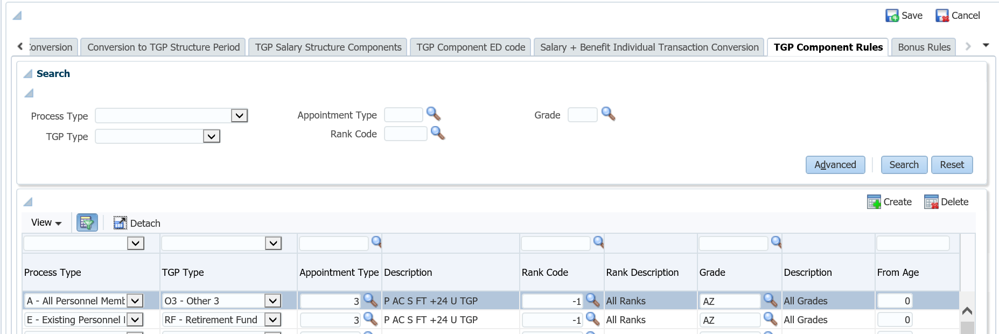 Save Cancel
Conversion Conversion to TGP Structure Period TGP Salary Structure Components TGP Component ED code Salary + Benefit Individual Transaction Conversion TGP Component Rules Bonus Rules
Search
Process Type Appointment Type Grade
TGP Type Rank Code
Advanced Search Reset
Create Delete
View Detach
Process Type TGP Type Appointment Type Description Rank Code Rank Description Grade Description From Age
A - All Personnel Memb O3 - Other 3 3 P AC S FT +24 U TGP -1 All Ranks AZ All Grades 0
E - Existing Personnel RF - Retirement Fund 3 P AC S FT +24 U TGP -1 All Ranks AZ All Grades 0